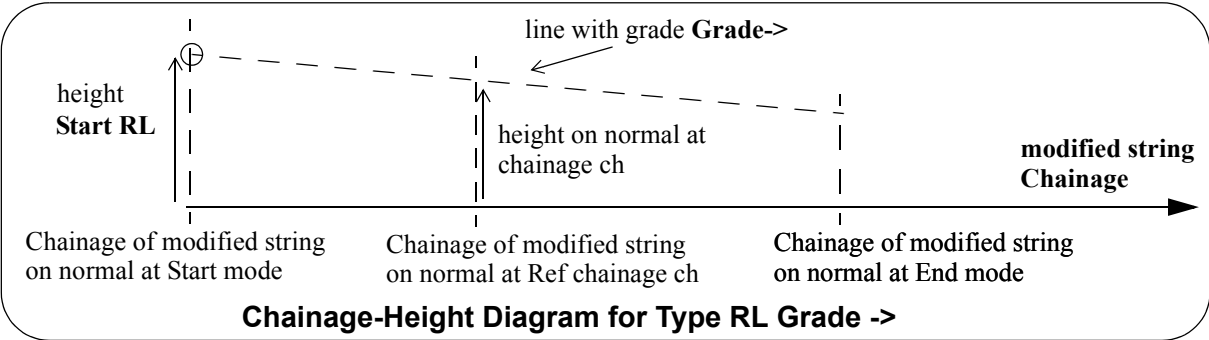 line with grade Grade->
height
Start RL
height on normal at
chainage ch
modified string
Chainage
Chainage of modified string
on normal at Start mode
Chainage of modified string
on normal at Ref chainage ch
Chainage of modified string
on normal at End mode
Chainage-Height Diagram for Type RL Grade ->